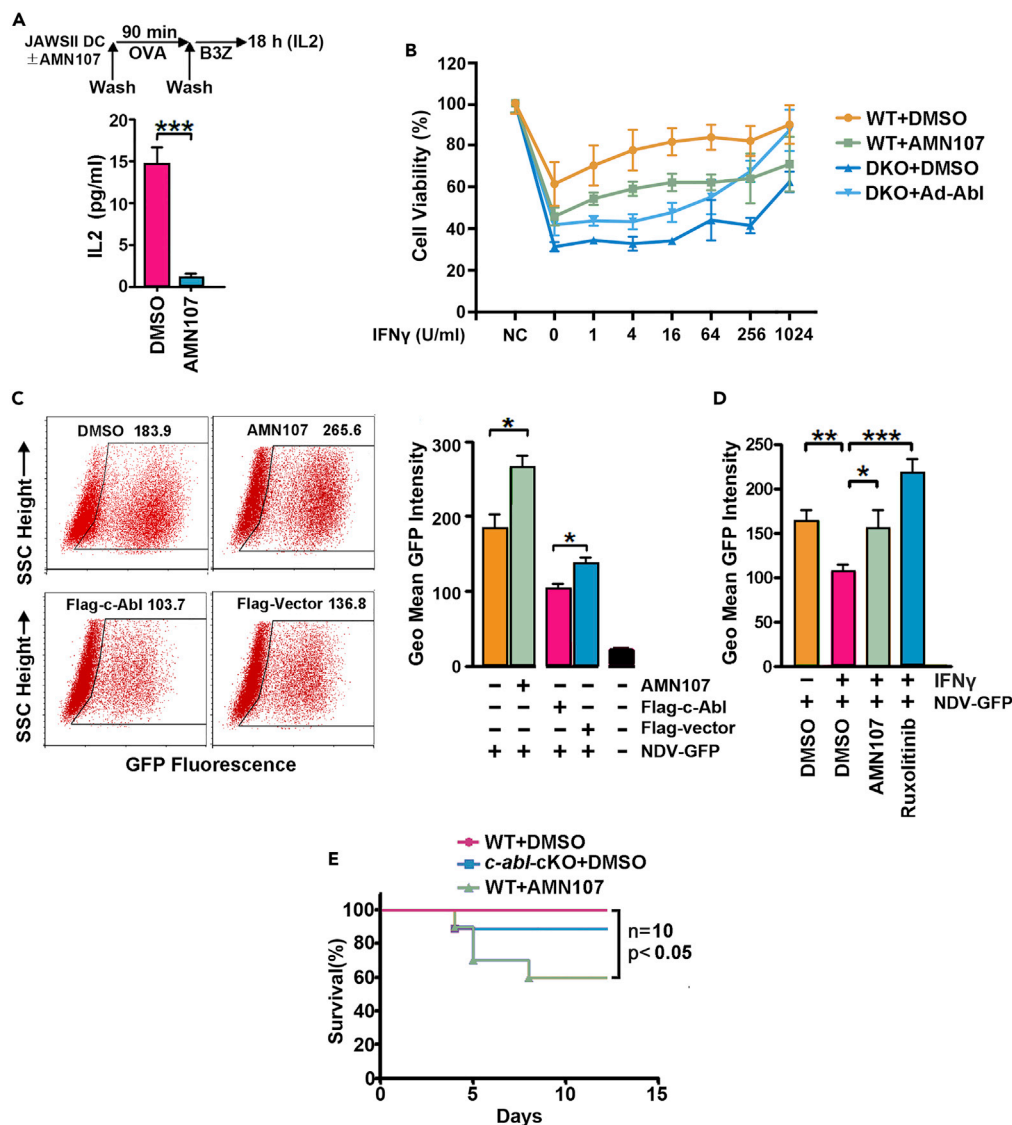 A
JAWSII DC
±AMN107
90 min
OVA
B3Z
18 h (IL2)
Wash
Wash
***
20
15
10
5
0
IL2 (pg/ml)
DMSO
AMN107
B
120
100
80
60
40
20
0
Cell Viability (%)
IFNγ (U/ml)
NC 0 1 4 16 64 256 1024
WT+DMSO
WT+AMN107
DKO+DMSO
DKO+Ad-Abl
C
DMSO 183.9
AMN107 265.6
SSC Height
Flag-c-Abl 103.7
Flag-Vector 136.8
SSC Height
GFP Fluorescence
300
200
100
0
Geo Mean GFP Intensity
*
*
− + − − − AMN107
− − + − − Flag-c-Abl
− − − + − Flag-vector
+ + + + − NDV-GFP
D
250
200
150
100
50
0
Geo Mean GFP Intensity
** ***
*
− + + + IFNγ
+ + + + NDV-GFP
DMSO
DMSO
AMN107
Ruxolitinib
E
WT+DMSO
c-abl-cKO+DMSO
WT+AMN107
100
80
60
40
20
0
Survival(%)
n=10
p< 0.05
0 5 10 15
Days